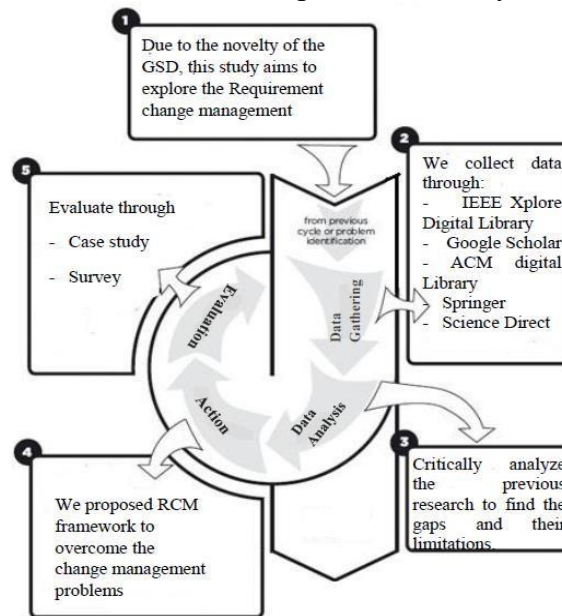 1
Due to the novelty of the
GSD, this study aims to
explore the Requirement
change management
2
We collect data
through:
- IEEE Xplore
Digital Library
- Google Scholar
- ACM digital
Library
- Springer
- Science Direct
5
Evaluate through
- Case study
- Survey
from previous
cycle or problem
identification
Evaluation
Data
Gathering
Action
Data
Analysis
3
Critically analyze
the previous
research to find the
gaps and their
limitations.
4
We proposed RCM
framework to
overcome the
change management
problems